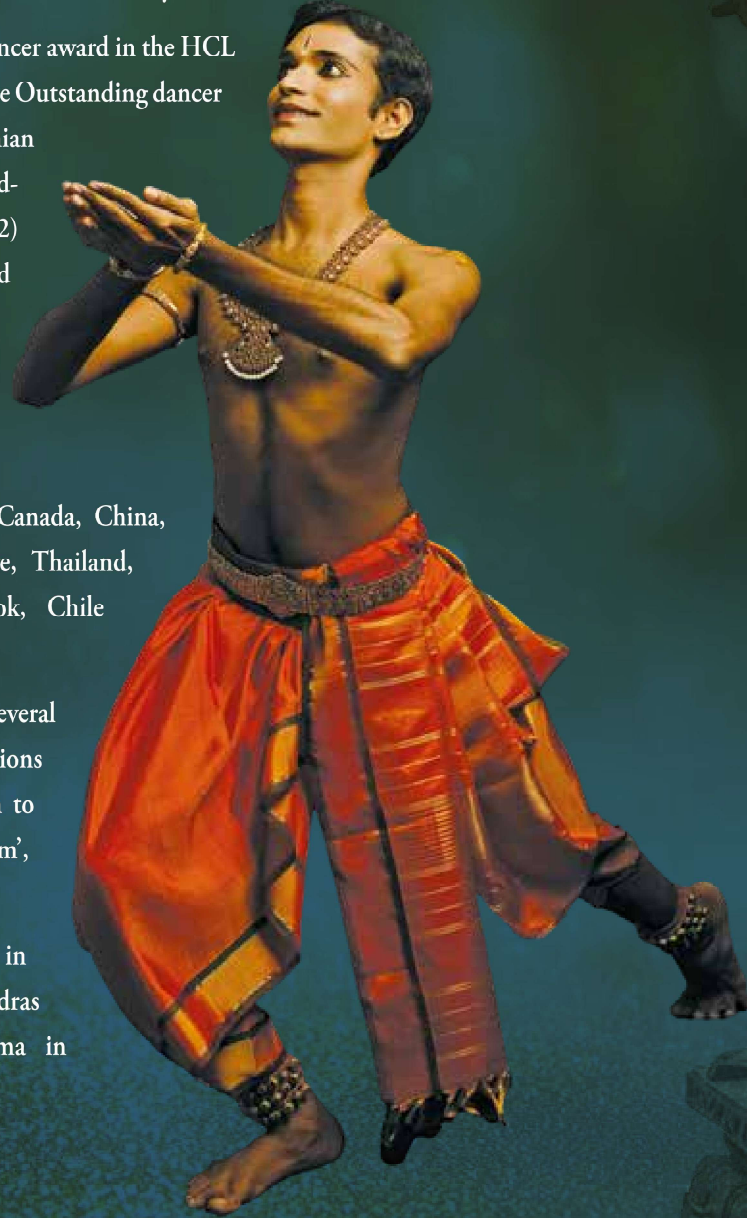 ncer award in the HCL
e Outstanding dancer
ian
d-
2)
d
Canada, China,
e, Thailand,
ok, Chile
everal
ions
to
m’,
in
dras
ma in